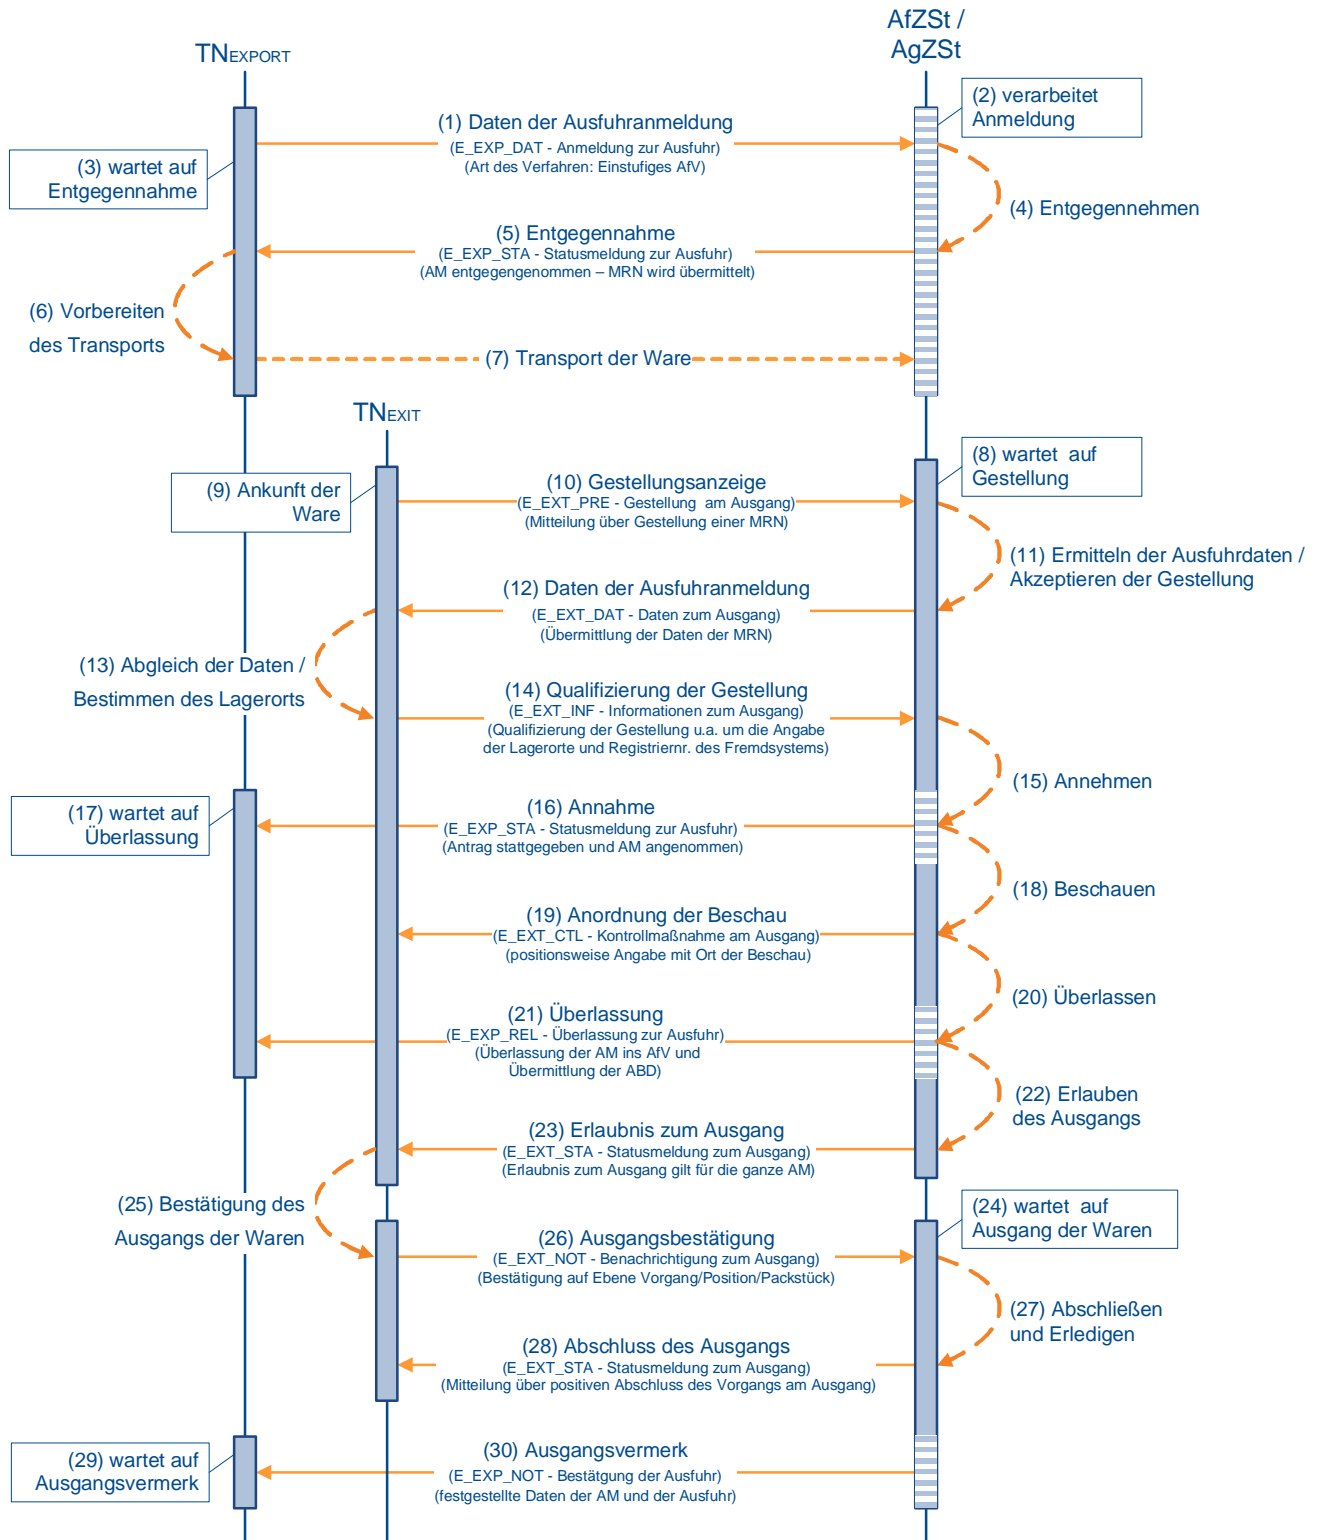 AfZSt /
AgZSt
TNEXPORT
(2) verarbeitet
Anmeldung
(1) Daten der Ausfuhranmeldung
(E_EXP_DAT - Anmeldung zur Ausfuhr)
(Art des Verfahren: Einstufiges AfV)
(3) wartet auf
Entgegennahme
(4) Entgegennehmen
(5) Entgegennahme
(E_EXP_STA - Statusmeldung zur Ausfuhr)
(AM entgegengenommen – MRN wird übermittelt)
(6) Vorbereiten
des Transports
(7) Transport der Ware
TNEXIT
(8) wartet auf
Gestellung
(9) Ankunft der
Ware
(10) Gestellungsanzeige
(E_EXT_PRE - Gestellung am Ausgang)
(Mitteilung über Gestellung einer MRN)
(11) Ermitteln der Ausfuhrdaten /
Akzeptieren der Gestellung
(12) Daten der Ausfuhranmeldung
(E_EXT_DAT - Daten zum Ausgang)
(Übermittlung der Daten der MRN)
(13) Abgleich der Daten /
Bestimmen des Lagerorts
(14) Qualifizierung der Gestellung
(E_EXT_INF - Informationen zum Ausgang)
(Qualifizierung der Gestellung u.a. um die Angabe
der Lagerorte und Registriernr. des Fremdsystems)
(15) Annehmen
(16) Annahme
(E_EXP_STA - Statusmeldung zur Ausfuhr)
(Antrag stattgegeben und AM angenommen)
(17) wartet auf
Überlassung
(18) Beschauen
(19) Anordnung der Beschau
(E_EXT_CTL - Kontrollmaßnahme am Ausgang)
(positionsweise Angabe mit Ort der Beschau)
(20) Überlassen
(21) Überlassung
(E_EXP_REL - Überlassung zur Ausfuhr)
(Überlassung der AM ins AfV und
Übermittlung der ABD)
(22) Erlauben
des Ausgangs
(23) Erlaubnis zum Ausgang
(E_EXT_STA - Statusmeldung zum Ausgang)
(Erlaubnis zum Ausgang gilt für die ganze AM)
(25) Bestätigung des
Ausgangs der Waren
(24) wartet auf
Ausgang der Waren
(26) Ausgangsbestätigung
(E_EXT_NOT - Benachrichtigung zum Ausgang)
(Bestätigung auf Ebene Vorgang/Position/Packstück)
(27) Abschließen
und Erledigen
(28) Abschluss des Ausgangs
(E_EXT_STA - Statusmeldung zum Ausgang)
(Mitteilung über positiven Abschluss des Vorgangs am Ausgang)
(29) wartet auf
Ausgangsvermerk
(30) Ausgangsvermerk
(E_EXP_NOT - Bestätgung der Ausfuhr)
(festgestellte Daten der AM und der Ausfuhr)